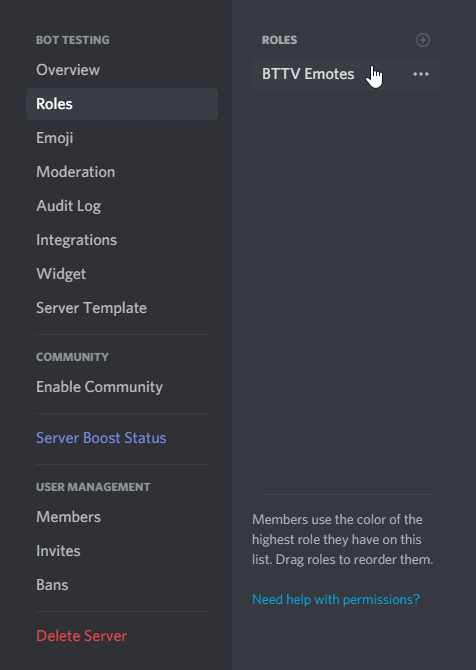 BOT TESTING
Overview
Roles
Emoji
Moderation
Audit Log
Integrations
Widget
Server Template
COMMUNITY
Enable Community
Server Boost Status
USER MANAGEMENT
Members
Invites
Bans
Delete Server
ROLES
BTTV Emotes
Members use the color of the
highest role they have on this
list. Drag roles to reorder them.
Need help with permissions?